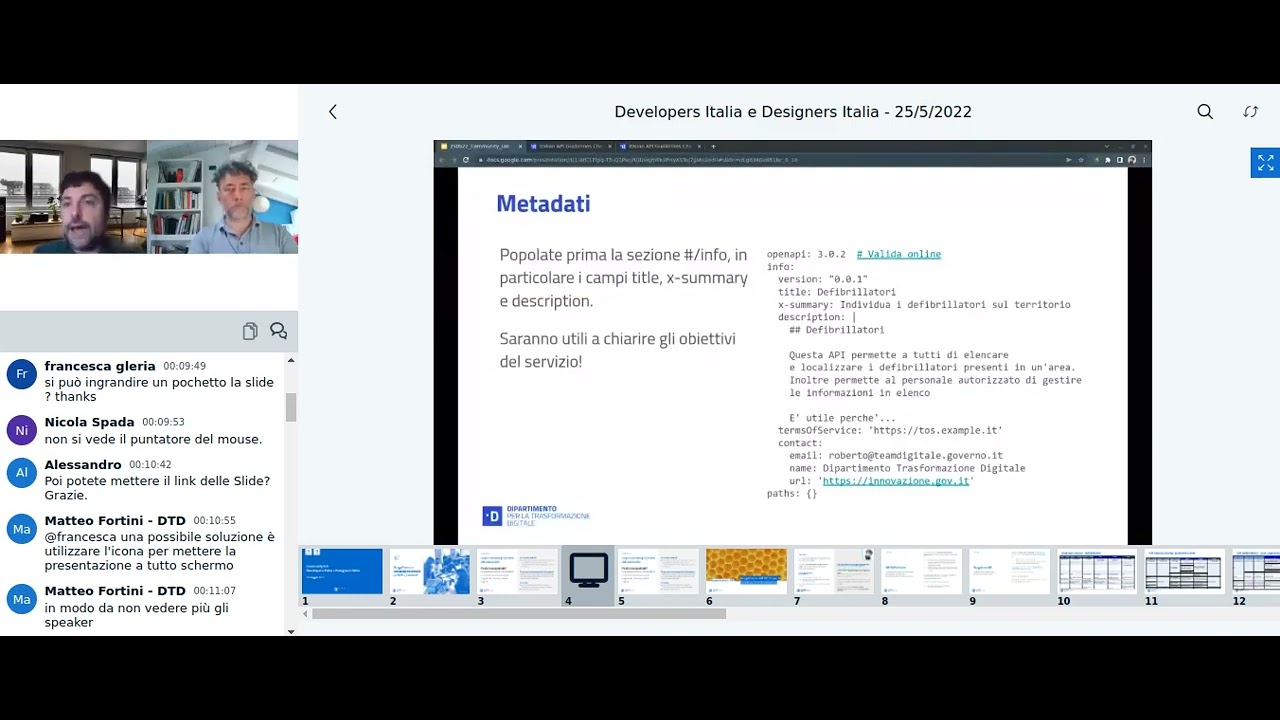 Developers Italia e Designers Italia - 25/5/2022
Metadati
Popolate prima la sezione #/info, in
particolare i campi title, x-summary
e description.
Saranno utili a chiarire gli obiettivi
del servizio!
openapi: 3.0.2 # Valida online
info:
version: "0.0.1"
title: Defibrillatori
x-summary: Individua i defibrillatori sul territorio
description: |
## Defibrillatori
Questa API permette a tutti di elencare
e localizzare i defibrillatori presenti in un'area.
Inoltre permette al personale autorizzato di gestire
le informazioni in elenco
E' utile perche'...
termsOfService: 'https://tos.example.it'
contact:
email: roberto@teamdigitale.governo.it
name: Dipartimento Trasformazione Digitale
url: 'https://innovazione.gov.it'
paths: {}
DIPARTIMENTO
PER LA TRASFORMAZIONE
DIGITALE
Fr
francesca gleria 00:09:49
si può ingrandire un pochetto la slide
? thanks
Ni
Nicola Spada 00:09:53
non si vede il puntatore del mouse.
Al
Alessandro 00:10:42
Poi potete mettere il link delle Slide?
Grazie.
Ma
Matteo Fortini - DTD 00:10:55
@francesca una possibile soluzione è
utilizzare l'icona per mettere la
presentazione a tutto schermo
Ma
Matteo Fortini - DTD 00:11:07
in modo da non vedere più gli
speaker
1 2 3 4 5 6 7 8 9 10 11 12